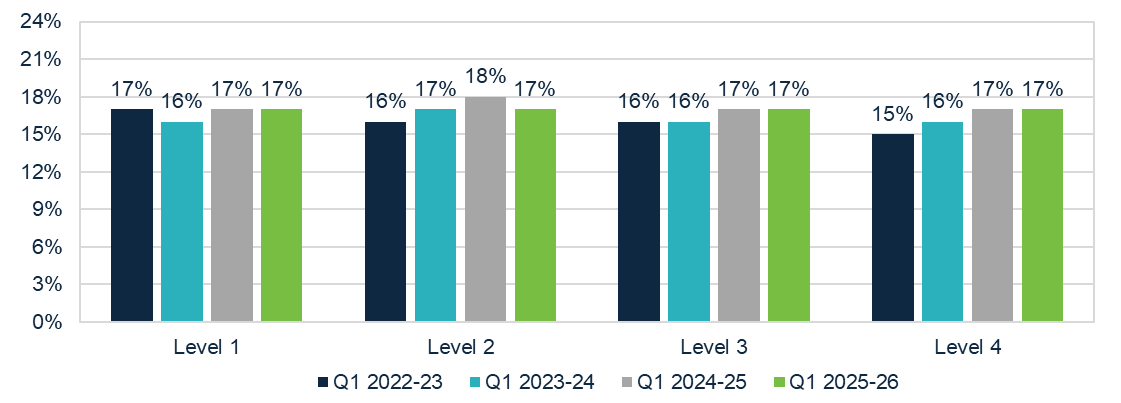 24%
21%
18%
15%
12%
9%
6%
3%
0%
17% 16% 17% 17%
16% 17% 18% 17%
16% 16% 17% 17%
15% 16% 17% 17%
Level 1 Level 2 Level 3 Level 4
Q1 2022-23 Q1 2023-24 Q1 2024-25 Q1 2025-26